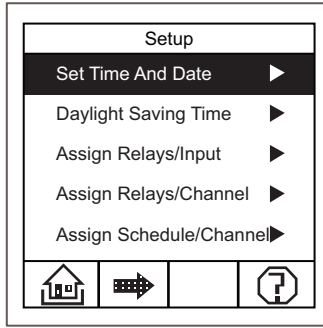 Setup
Set Time And Date
Daylight Saving Time
Assign Relays/Input
Assign Relays/Channel
Assign Schedule/Channel
?